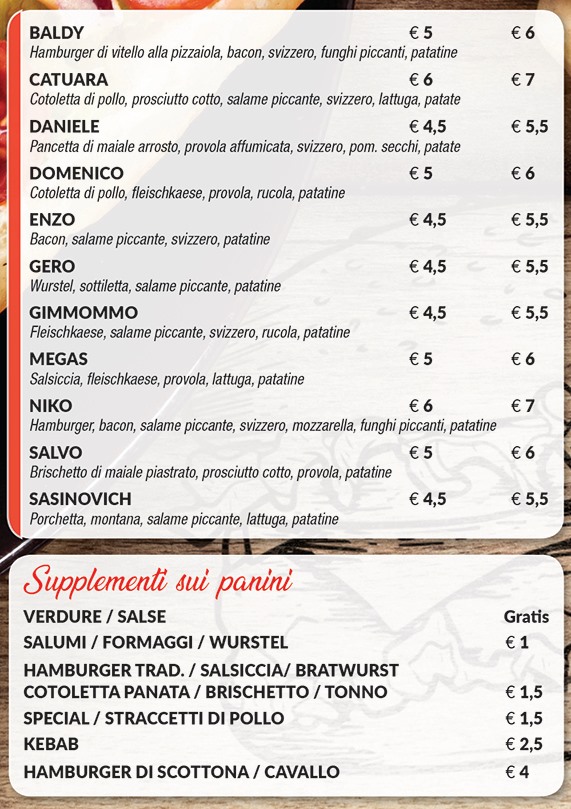 BALDY € 5 € 6
Hamburger di vitello alla pizzaiola, bacon, svizzero, funghi piccanti, patatine
CATUARA € 6 € 7
Cotoletta di pollo, prosciutto cotto, salame piccante, svizzero, lattuga, patate
DANIELE € 4,5 € 5,5
Pancetta di maiale arrosto, provola affumicata, svizzero, pom. secchi, patate
DOMENICO € 5 € 6
Cotoletta di pollo, fleischkaese, provola, rucola, patatine
ENZO € 4,5 € 5,5
Bacon, salame piccante, svizzero, patatine
GERO € 4,5 € 5,5
Wurstel, sottiletta, salame piccante, patatine
GIMMOMMO € 4,5 € 5,5
Fleischkaese, salame piccante, svizzero, rucola, patatine
MEGAS € 5 € 6
Salsiccia, fleischkaese, provola, lattuga, patatine
NIKO € 6 € 7
Hamburger, bacon, salame piccante, svizzero, mozzarella, funghi piccanti, patatine
SALVO € 5 € 6
Brischetto di maiale piastrato, prosciutto cotto, provola, patatine
SASINOVICH € 4,5 € 5,5
Porchetta, montana, salame piccante, lattuga, patatine
Supplementi sui panini
VERDURE / SALSE Gratis
SALUMI / FORMAGGI / WURSTEL € 1
HAMBURGER TRAD. / SALSICCIA/ BRATWURST
COTOLETTA PANATA / BRISCHETTO / TONNO € 1,5
SPECIAL / STRACCETTI DI POLLO € 1,5
KEBAB € 2,5
HAMBURGER DI SCOTTONA / CAVALLO € 4